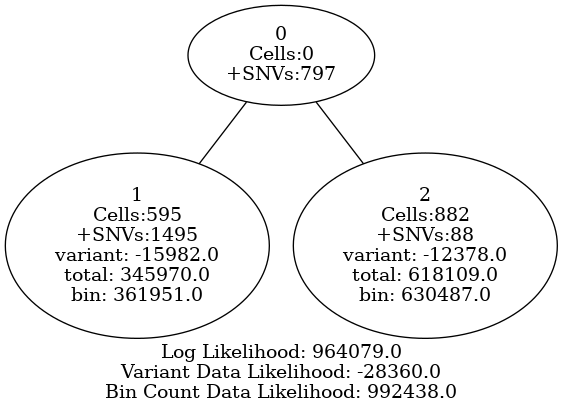 0
Cells:0
+SNVs:797
1
Cells:595
+SNVs:1495
variant: -15982.0
total: 345970.0
bin: 361951.0
2
Cells:882
+SNVs:88
variant: -12378.0
total: 618109.0
bin: 630487.0
Log Likelihood: 964079.0
Variant Data Likelihood: -28360.0
Bin Count Data Likelihood: 992438.0